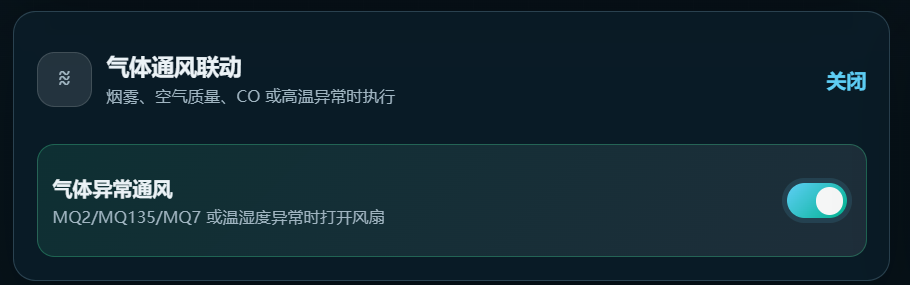 气体通风联动
烟雾、空气质量、CO 或高温异常时执行
关闭
气体异常通风
MQ2/MQ135/MQ7 或温湿度异常时打开风扇